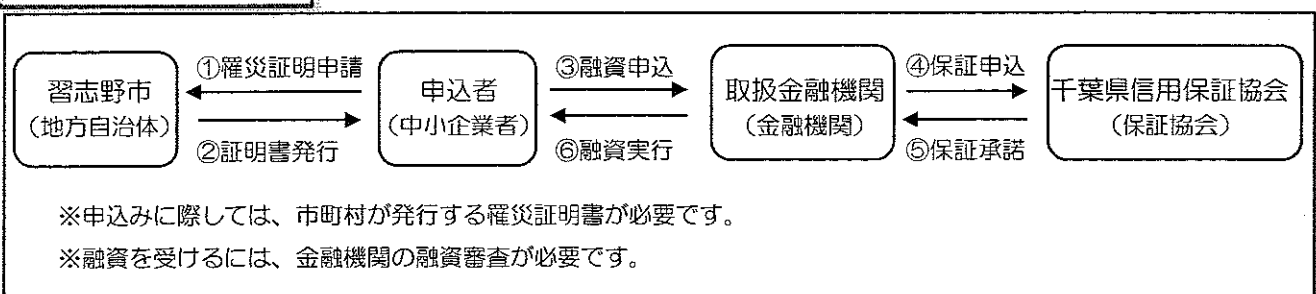 ①罹災証明申請
③融資申込
④保証申込
習志野市
(地方自治体)
申込者
(中小企業者)
取扱金融機関
(金融機関)
千葉県信用保証協会
(保証協会)
②証明書発行
⑥融資実行
⑤保証承諾
※申込みに際しては、市町村が発行する罹災証明書が必要です。
※融資を受けるには、金融機関の融資審査が必要です。